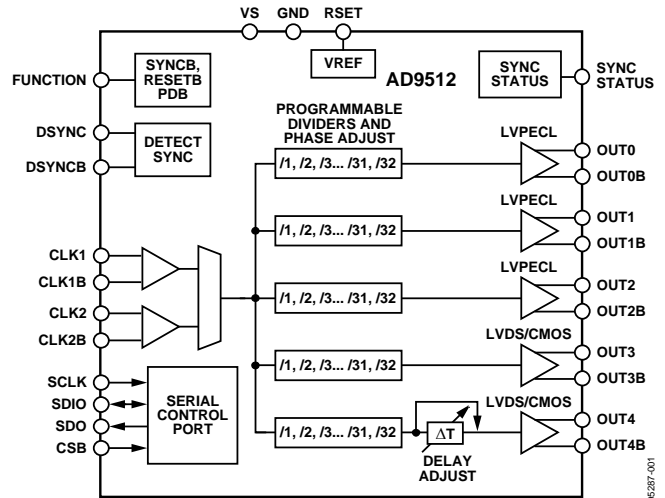 VS GND RSET
VREF
AD9512
SYNCB,
RESETB
PDB
FUNCTION
SYNC
STATUS
SYNC
STATUS
DSYNC
DSYNCB
DETECT
SYNC
PROGRAMMABLE
DIVIDERS AND
PHASE ADJUST
/1, /2, /3... /31, /32
LVPECL
OUT0
OUT0B
/1, /2, /3... /31, /32
LVPECL
OUT1
OUT1B
CLK1
CLK1B
CLK2
CLK2B
/1, /2, /3... /31, /32
LVPECL
OUT2
OUT2B
/1, /2, /3... /31, /32
LVDS/CMOS
OUT3
OUT3B
SCLK
SDIO
SDO
CSB
SERIAL
CONTROL
PORT
/1, /2, /3... /31, /32
ΔT
DELAY
ADJUST
LVDS/CMOS
OUT4
OUT4B
05287-001